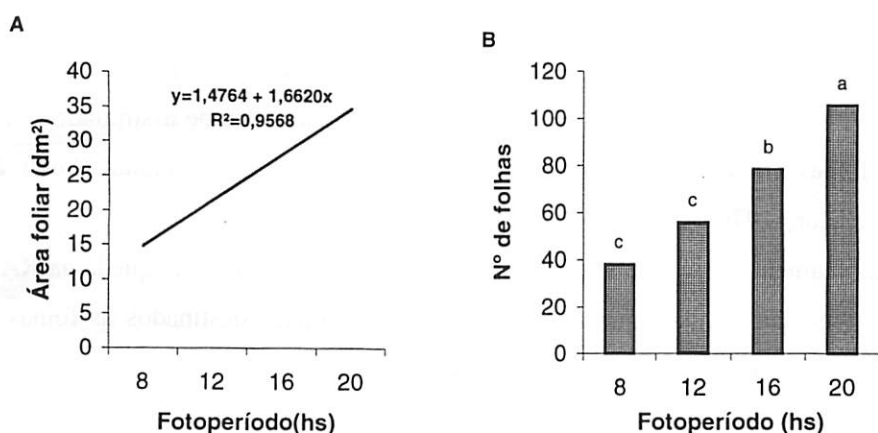 A
Área foliar (dm²)
40
35
30
25
20
15
10
5
0
y=1,4764 + 1,6620x
R²=0,9568
8 12 16 20
Fotoperíodo(hs)
B
N° de folhas
120
100
80
60
40
20
0
c
c
b
a
8 12 16 20
Fotoperíodo (hs)